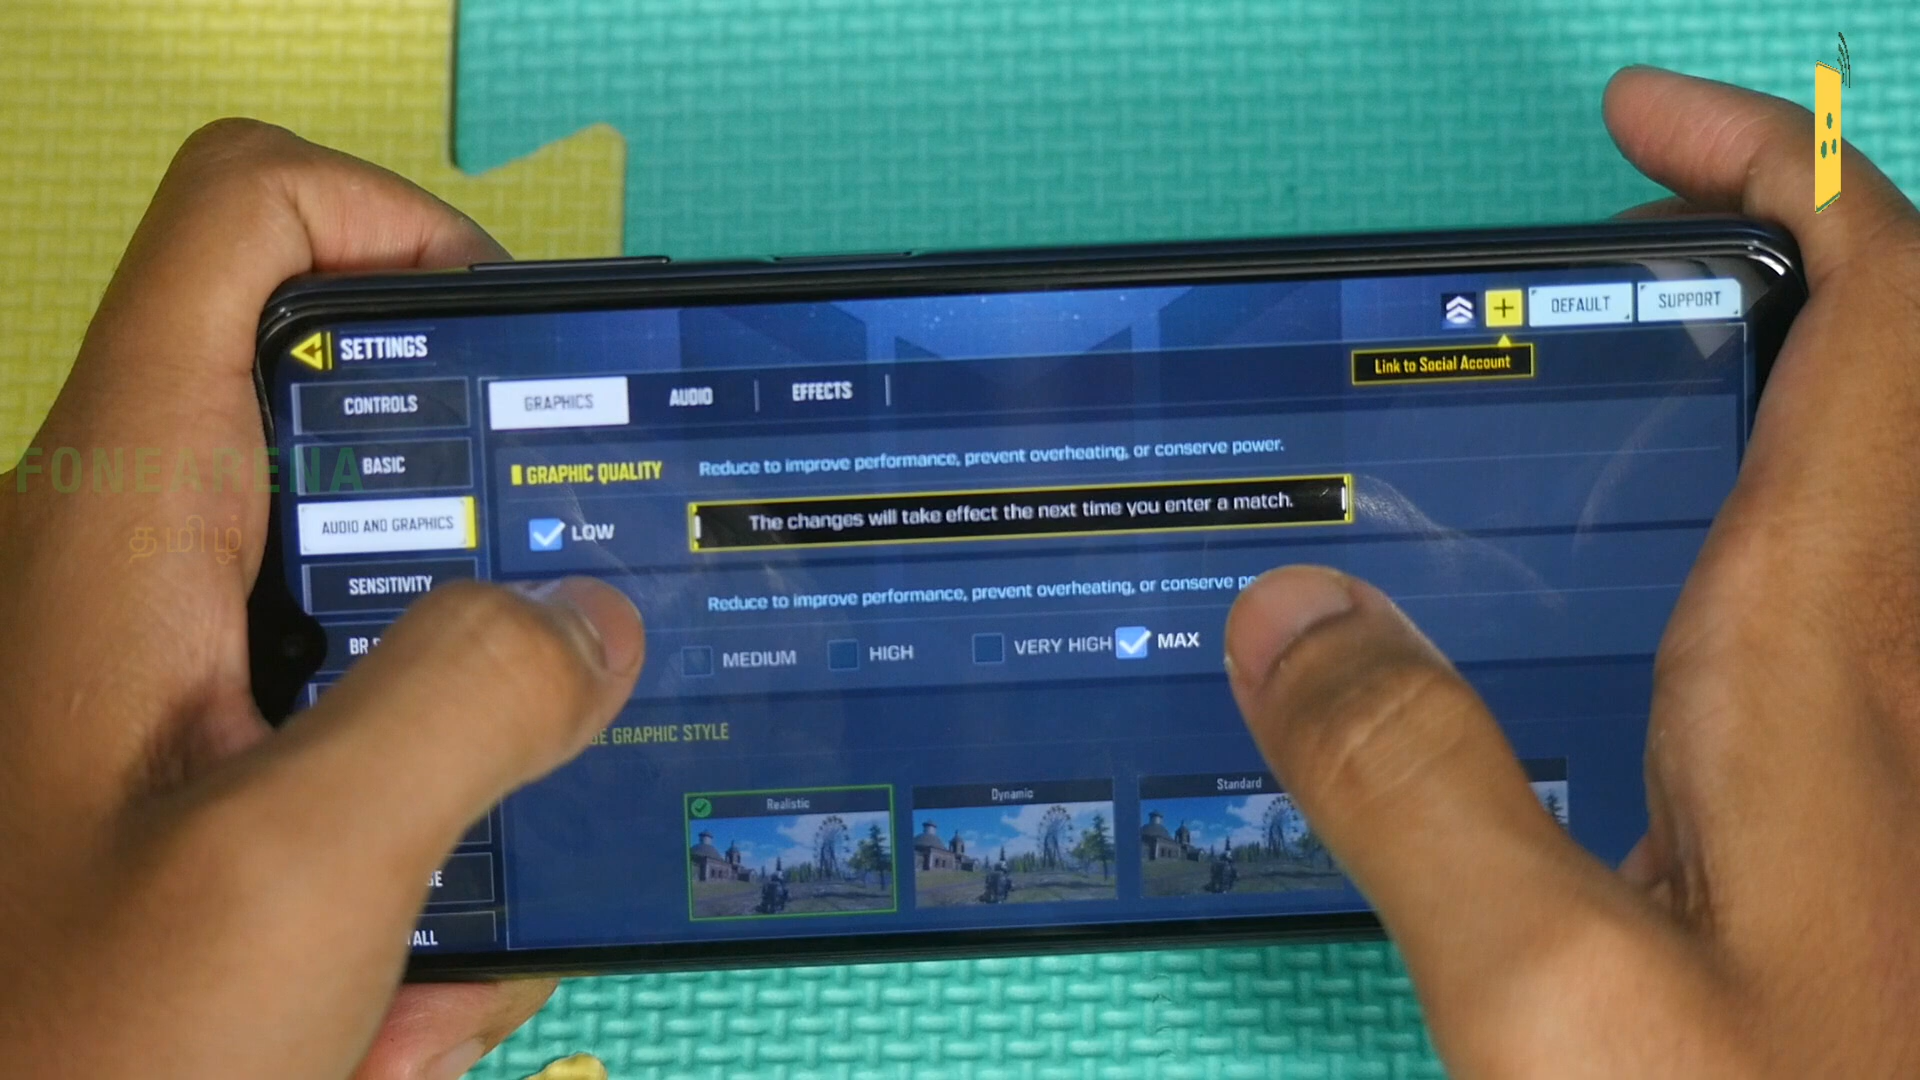 SETTINGS
DEFAULT
SUPPORT
Link to Social Account
CONTROLS
BASIC
AUDIO AND GRAPHICS
SENSITIVITY
BR
GRAPHICS
AUDIO
EFFECTS
GRAPHIC QUALITY
Reduce to improve performance, prevent overheating, or conserve power.
LOW
The changes will take effect the next time you enter a match.
Reduce to improve performance, prevent overheating, or conserve
MEDIUM
HIGH
VERY HIGH
MAX
GRAPHIC STYLE
Realistic
Dynamic
Standard
FONEARENA
தமிழ்